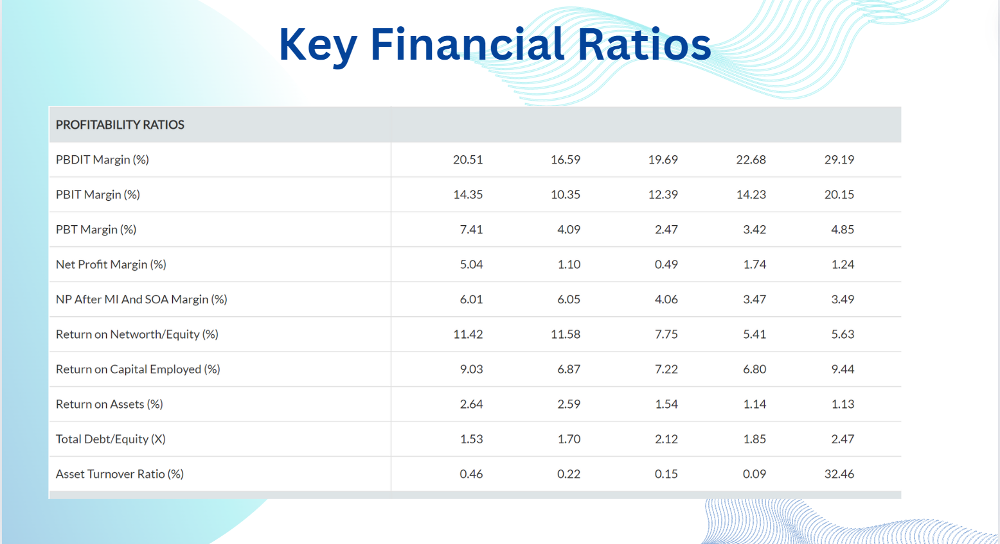 Key Financial Ratios
PROFITABILITY RATIOS
PBDIT Margin (%) 20.51 16.59 19.69 22.68 29.19
PBIT Margin (%) 14.35 10.35 12.39 14.23 20.15
PBT Margin (%) 7.41 4.09 2.47 3.42 4.85
Net Profit Margin (%) 5.04 1.10 0.49 1.74 1.24
NP After MI And SOA Margin (%) 6.01 6.05 4.06 3.47 3.49
Return on Networth/Equity (%) 11.42 11.58 7.75 5.41 5.63
Return on Capital Employed (%) 9.03 6.87 7.22 6.80 9.44
Return on Assets (%) 2.64 2.59 1.54 1.14 1.13
Total Debt/Equity (X) 1.53 1.70 2.12 1.85 2.47
Asset Turnover Ratio (%) 0.46 0.22 0.15 0.09 32.46